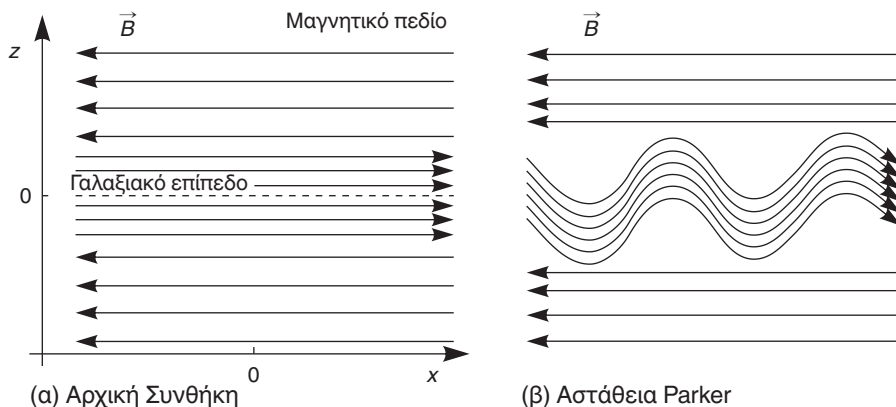 B
Μαγνητικό πεδίο
B
z
Γαλαξιακό επίπεδο
0
0
x
(α) Αρχική Συνθήκη
(β) Αστάθεια Parker